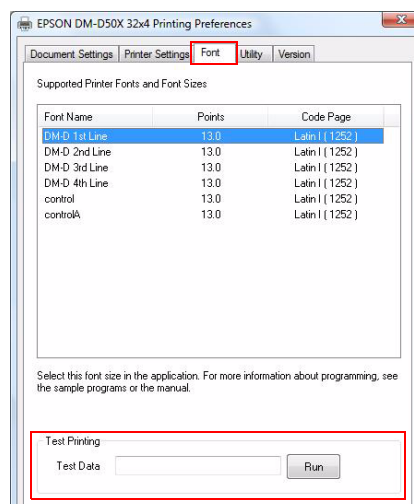 EPSON DM-D50X 32x4 Printing Preferences
Document Settings Printer Settings Font Utility Version
Supported Printer Fonts and Font Sizes
Font Name Points Code Page
DM-D 1st Line 13.0 Latin I ( 1252 )
DM-D 2nd Line 13.0 Latin I ( 1252 )
DM-D 3rd Line 13.0 Latin I ( 1252 )
DM-D 4th Line 13.0 Latin I ( 1252 )
control 13.0 Latin I ( 1252 )
controlA 13.0 Latin I ( 1252 )
Select this font size in the application. For more information about programming, see
the sample programs or the manual.
Test Printing
Test Data Run